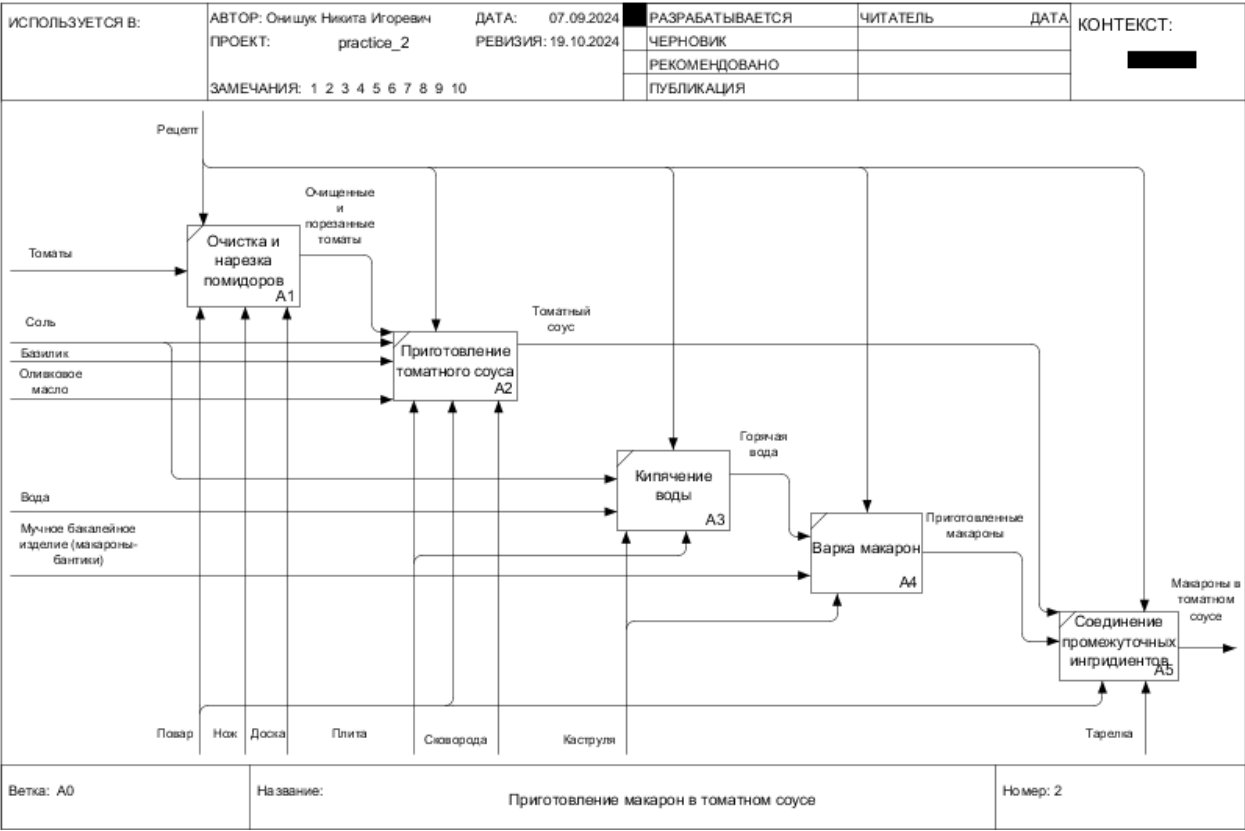 ИСПОЛЬЗУЕТСЯ В:
АВТОР: Онищук Никита Игоревич
ДАТА: 07.09.2024
ПРОЕКТ: practice_2
РЕВИЗИЯ: 19.10.2024
ЗАМЕЧАНИЯ: 1 2 3 4 5 6 7 8 9 10
РАЗРАБАТЫВАЕТСЯ
ЧЕРНОВИК
РЕКОМЕНДОВАНО
ПУБЛИКАЦИЯ
ЧИТАТЕЛЬ
ДАТА
КОНТЕКСТ:
Рецепт
Томаты
Очистка и
нарезка
помидоров
A1
Очищенные
и
порезанные
томаты
Соль
Базилик
Оливковое
масло
Приготовление
томатного соуса
A2
Томатный
соус
Вода
Кипячение
воды
A3
Горячая
вода
Мучное бакалейное
изделие (макароны-
бантики)
Варка макарон
A4
Приготовленные
макароны
Соединение
промежуточных
ингридиентов
A5
Макароны в
томатном
соусе
Повар
Нож
Доска
Плита
Сковорода
Каструля
Тарелка
Ветка: A0
Название:
Приготовление макарон в томатном соусе
Номер: 2